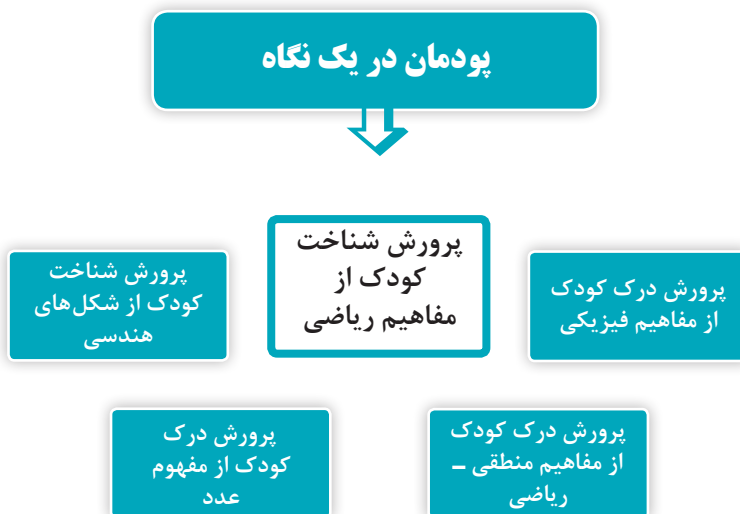 پودمان در یک نگاه
پرورش شناخت
کودک از
مفاهیم ریاضی
پرورش درک کودک
از مفاهیم فیزیکی
پرورش شناخت
کودک از شکل‌های
هندسی
پرورش درک کودک
از مفاهیم منطقی ـ
ریاضی
پرورش درک
کودک از مفهوم
عدد